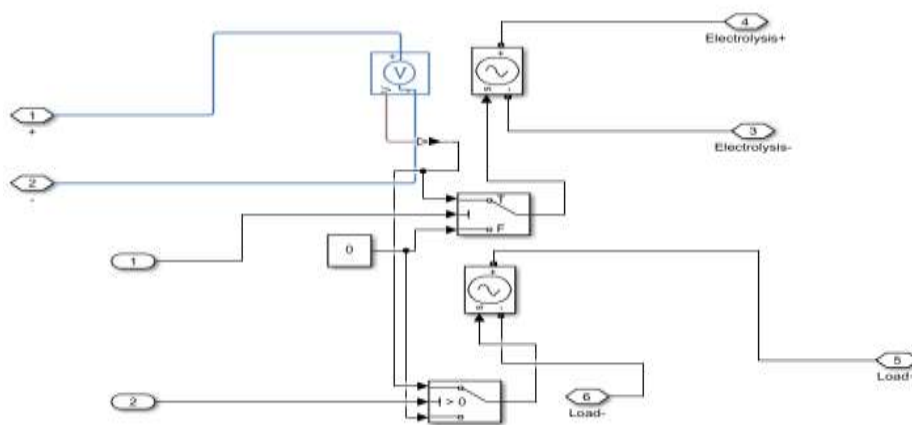 4
Electrolysis+
V
+
V
-
+
s
-
1
+
3
Electrolysis-
2
-
T
F
1
0
+
s
-
5
Load+
2
> 0
6
Load-